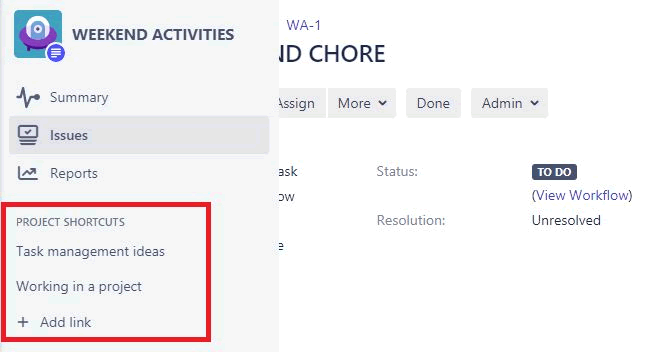 WEEKEND ACTIVITIES
Summary
Issues
Reports
PROJECT SHORTCUTS
Task management ideas
Working in a project
+ Add link
WA-1
ND CHORE
Assign
More
Done
Admin
ask
Status:
TO DO
ow
(View Workflow)
Resolution:
Unresolved
e